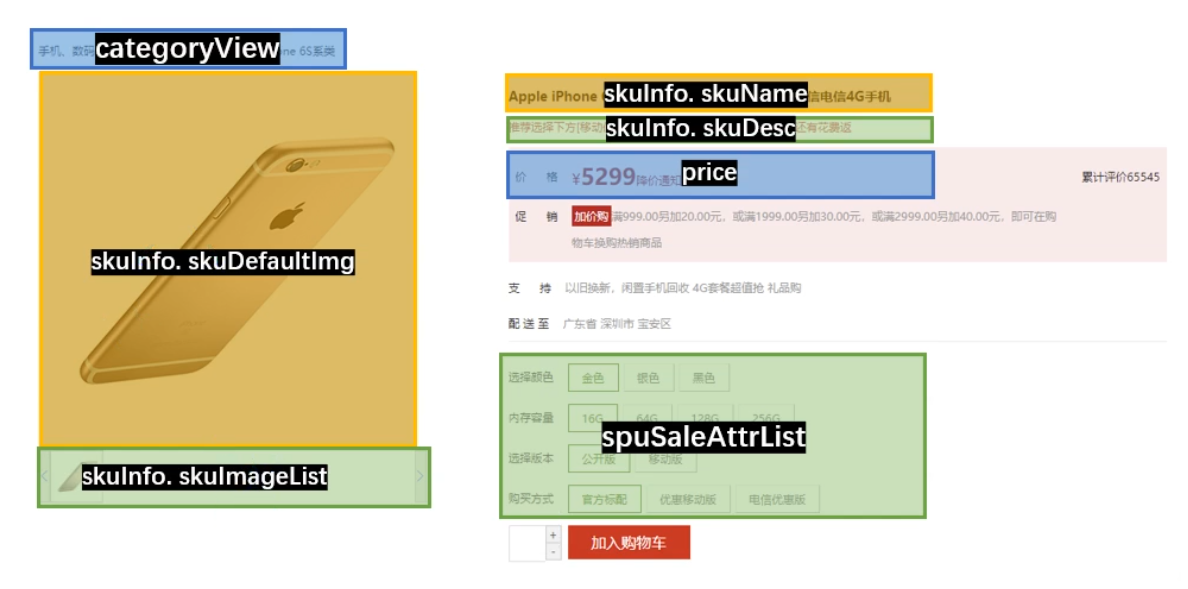 手机、数码 categoryView ne 6S系类
skuInfo. skuDefaultImg
skuInfo. skuImageList
Apple iPhone skuInfo. skuName 信电信4G手机
推荐选择下方[移动 skuInfo. skuDesc 还有花费返
价 格 ¥5299 降价通知 price
累计评价65545
促 销 加价购 满999.00另加20.00元，或满1999.00另加30.00元，或满2999.00另加40.00元，即可在购
物车换购热销商品
支 持 以旧换新，闲置手机回收 4G套餐超值抢 礼品购
配 送 至 广东省 深圳市 宝安区
选择颜色 金色 银色 黑色
内存容量 16G 64G 128G 256G
spuSaleAttrList
选择版本 公开版 移动版
购买方式 官方标配 优惠移动版 电信优惠版
+
-
加入购物车